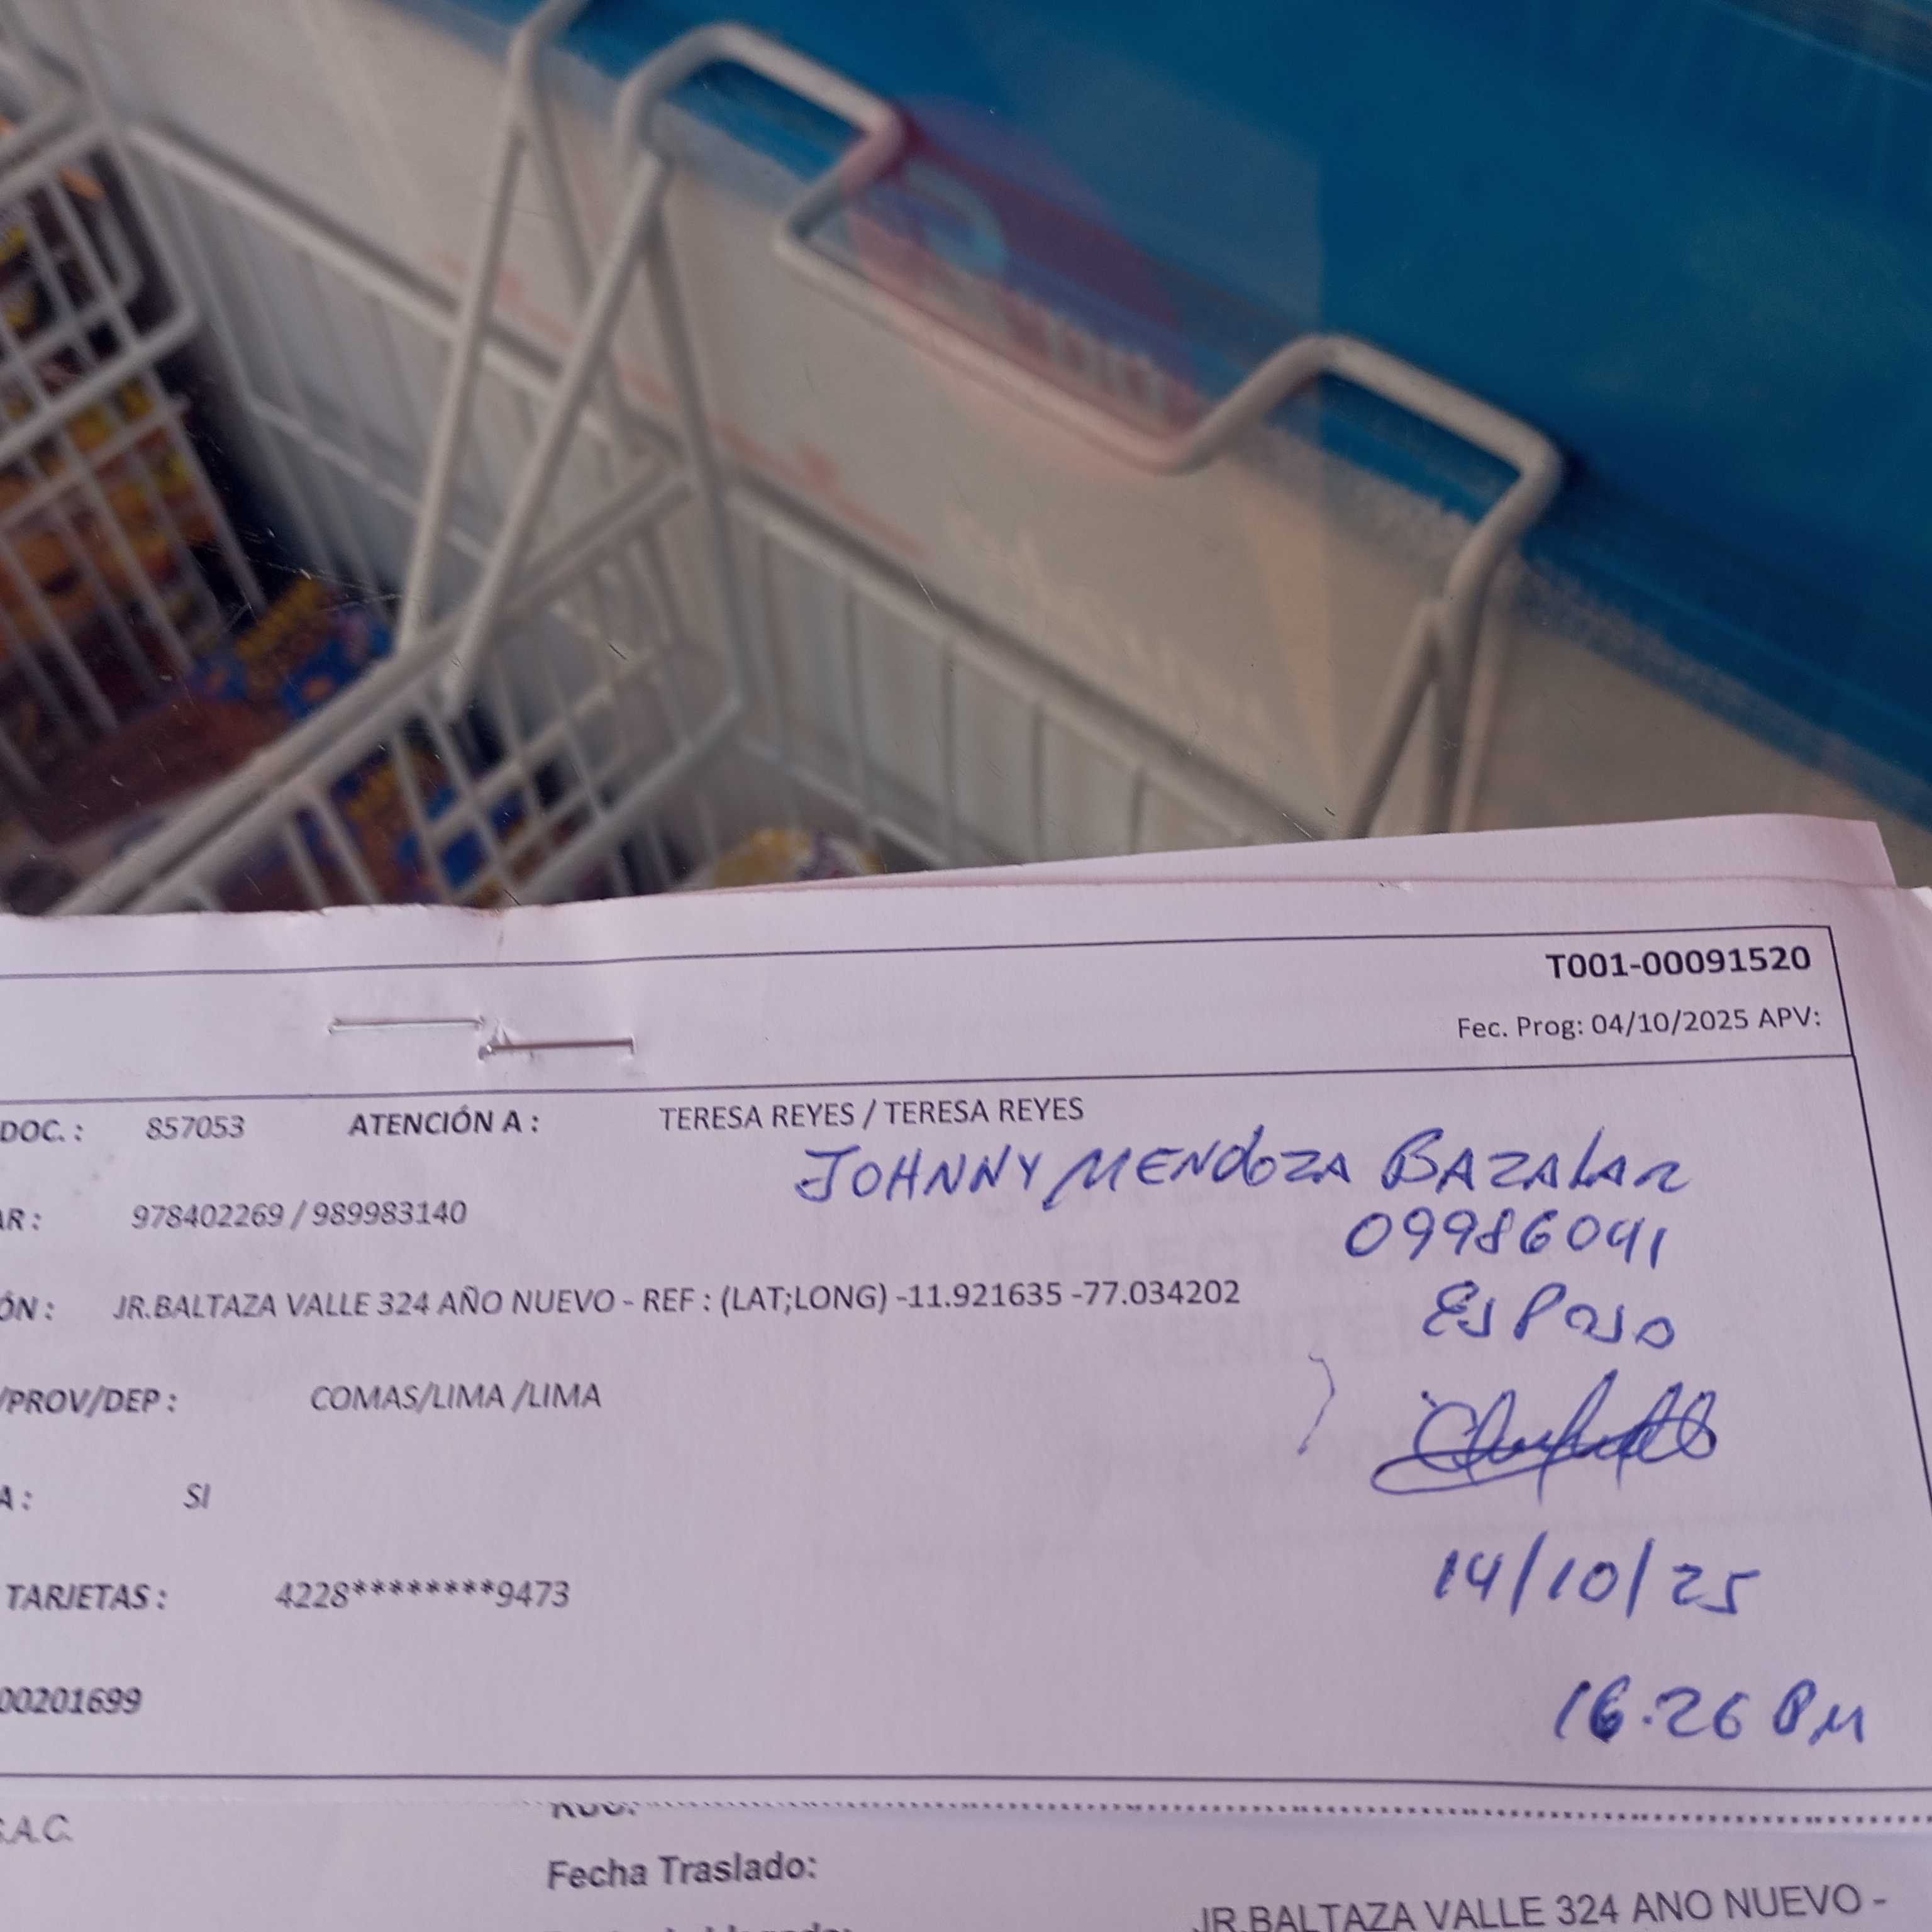 T001-00091520
Fec. Prog: 04/10/2025 APV:
DOC. : 857053 ATENCIÓN A : TERESA REYES / TERESA REYES
JOHNNY MENDOZA BAZALAR
AR : 978402269 / 989983140
09986041
ÓN : JR.BALTAZA VALLE 324 AÑO NUEVO - REF : (LAT;LONG) -11.921635 -77.034202
ESPOSO
/PROV/DEP : COMAS/LIMA /LIMA
A : SI
14/10/25
TARJETAS : 4228********9473
00201699
16.26 PM
S.A.C.
Fecha Traslado:
JR.BALTAZA VALLE 324 ANO NUEVO -